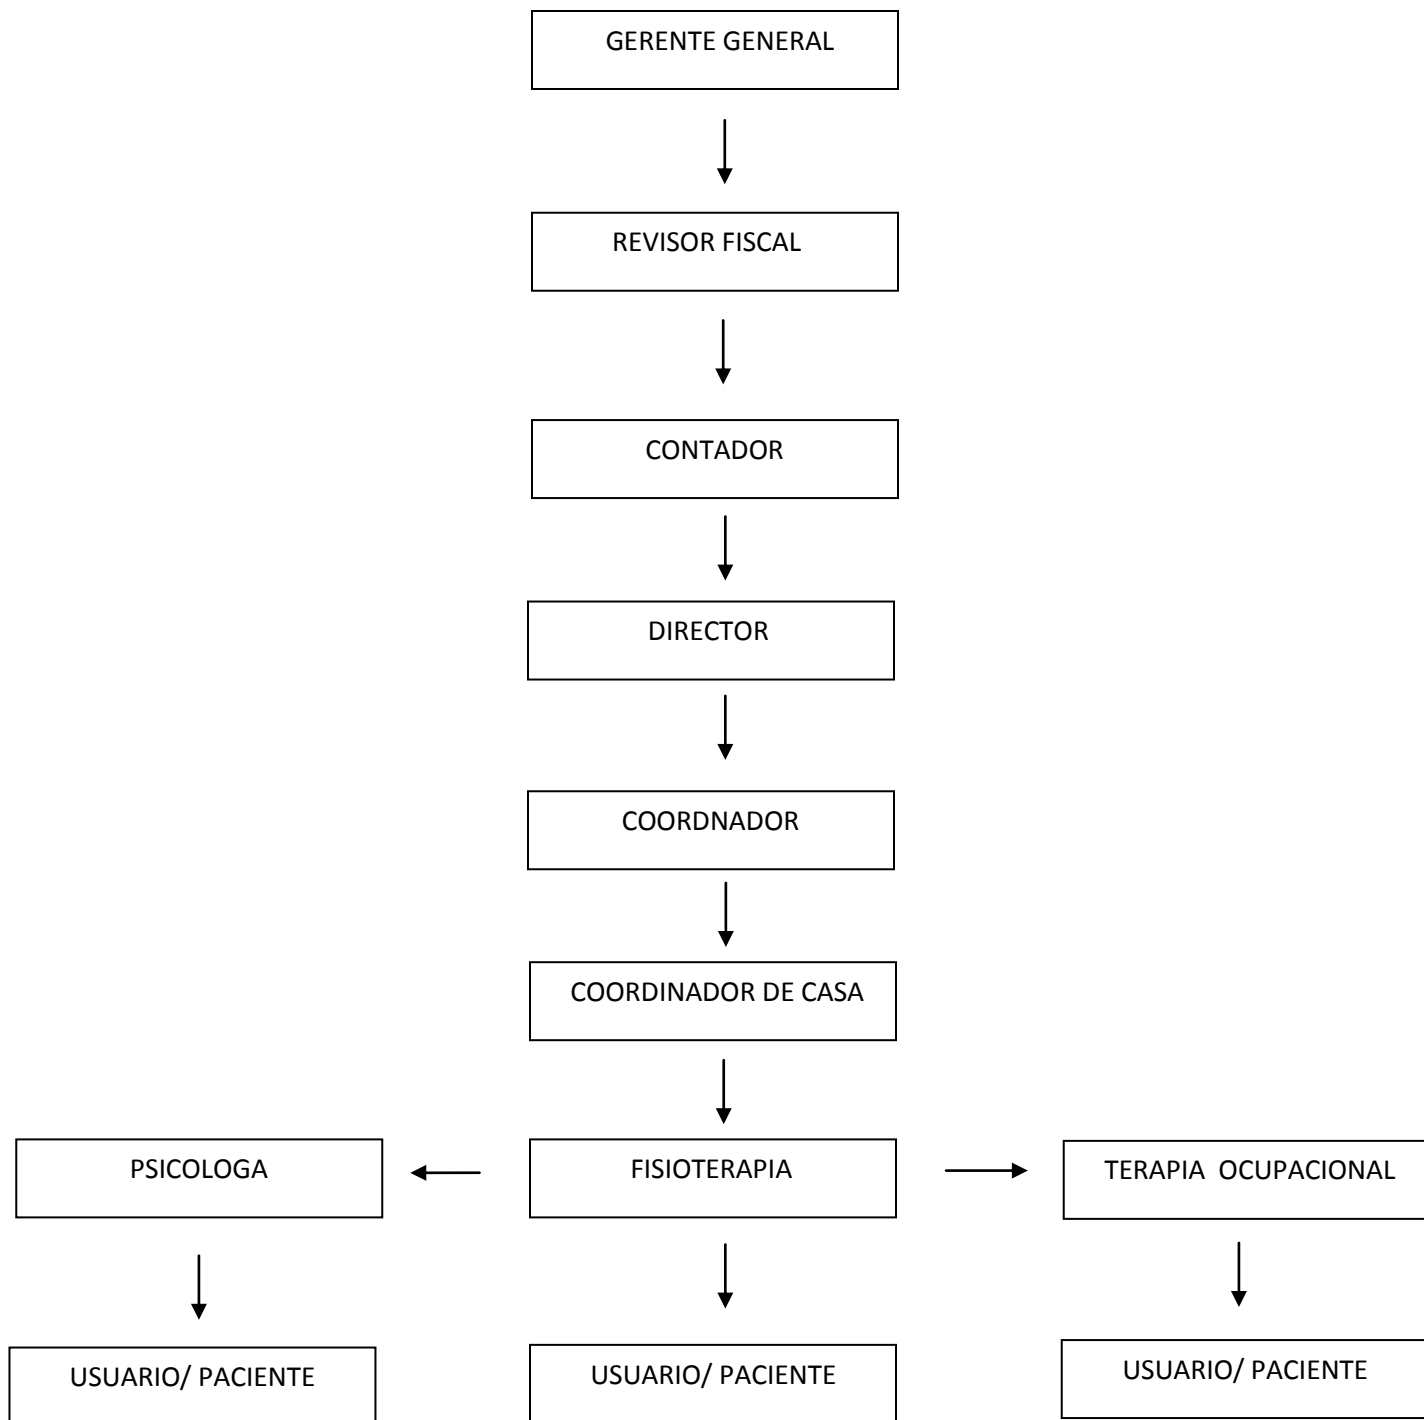 GERENTE GENERAL
REVISOR FISCAL
CONTADOR
DIRECTOR
COORDNADOR
COORDINADOR DE CASA
PSICOLOGA
FISIOTERAPIA
TERAPIA OCUPACIONAL
USUARIO/ PACIENTE
USUARIO/ PACIENTE
USUARIO/ PACIENTE